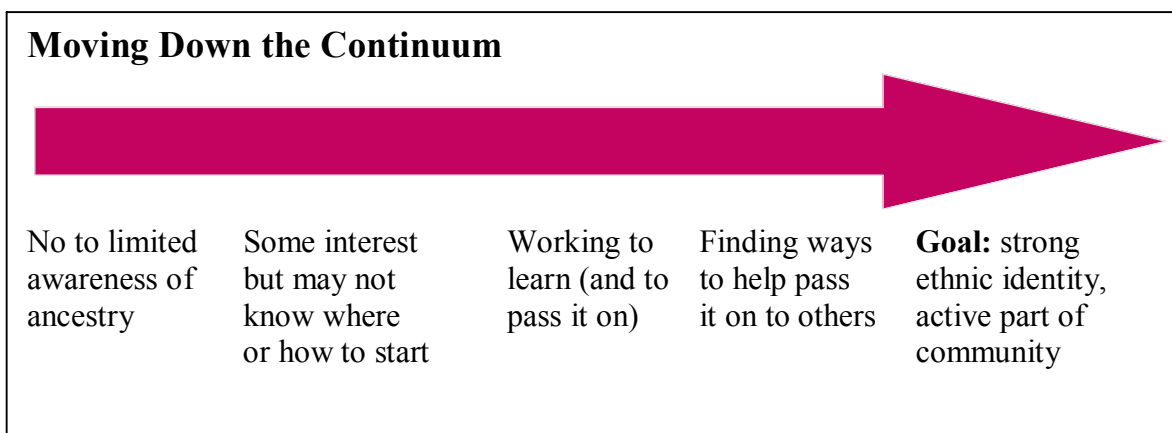 Moving Down the Continuum
No to limited
awareness of
ancestry
Some interest
but may not
know where
or how to start
Working to
learn (and to
pass it on)
Finding ways
to help pass
it on to others
Goal: strong
ethnic identity,
active part of
community